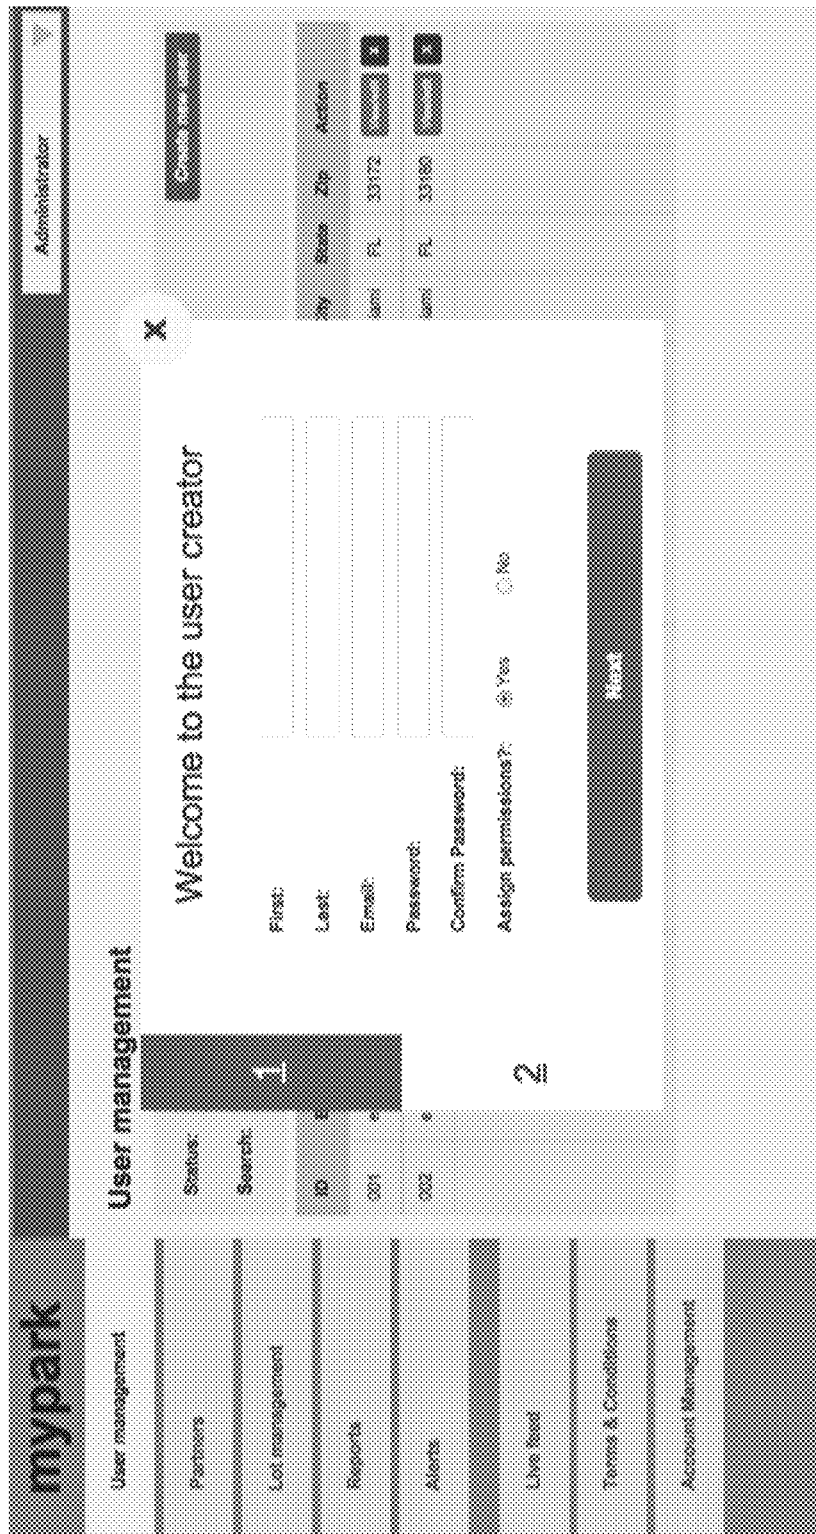 mypark
Administrator
User management
Partners
Lot management
Reports
Alerts
Live feed
Terms & Conditions
Account Management
User management
Status:
Search:
ID State Zip Action
001 FL 33172 x
002 FL 33180 x
X
1
2
Welcome to the user creator
First:
Last:
Email:
Password:
Confirm Password:
Assign permissions?: Yes No
Next